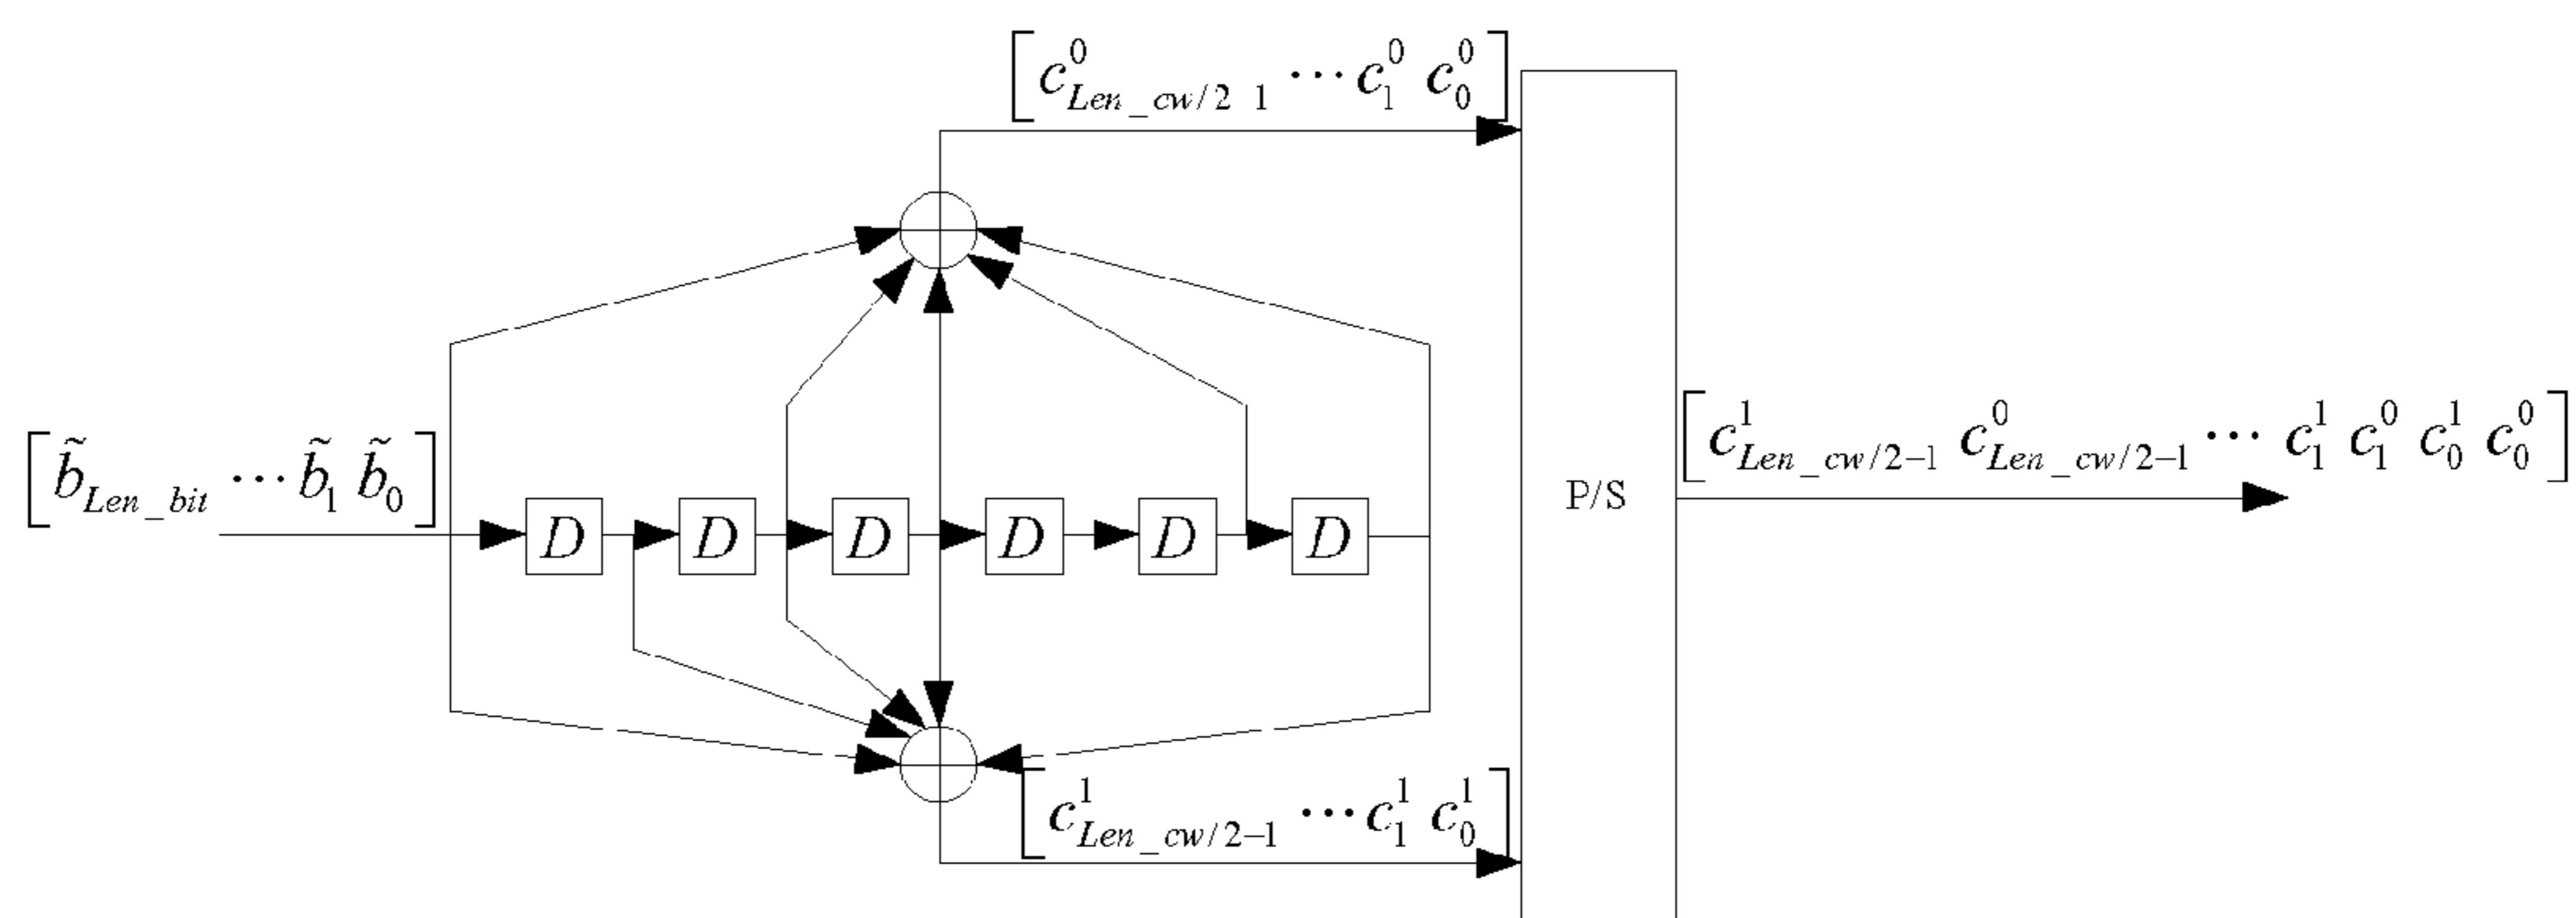 [c^0_{Len_cw/2 1} ⋯ c^0_1 c^0_0]
[b̃_{Len_bit} ⋯ b̃_1 b̃_0]
D D D D D D
P/S
[c^1_{Len_cw/2−1} c^0_{Len_cw/2−1} ⋯ c^1_1 c^0_1 c^1_0 c^0_0]
[c^1_{Len_cw/2−1} ⋯ c^1_1 c^1_0]